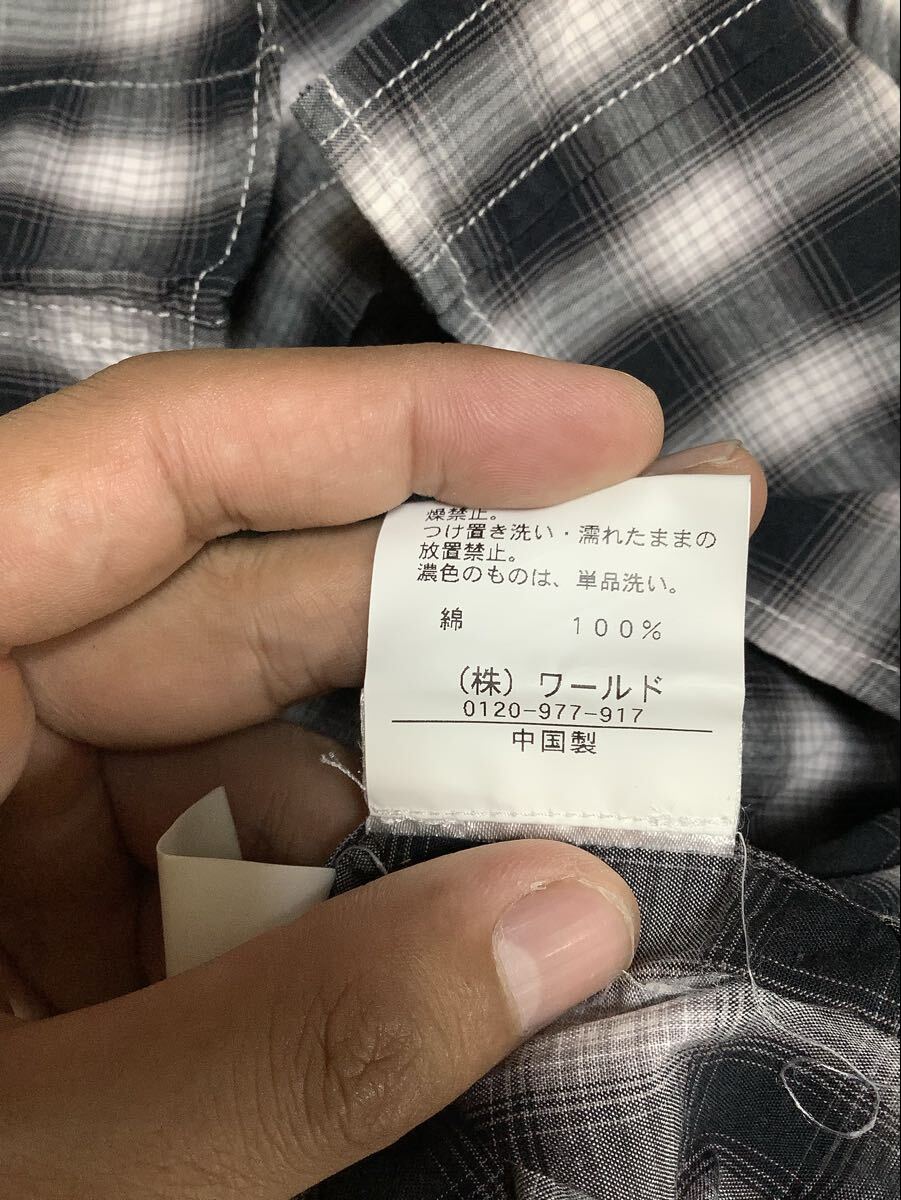 燥禁止。
つけ置き洗い・濡れたままの
放置禁止。
濃色のものは、単品洗い。
綿 100%
(株) ワールド
0120-977-917
中国製